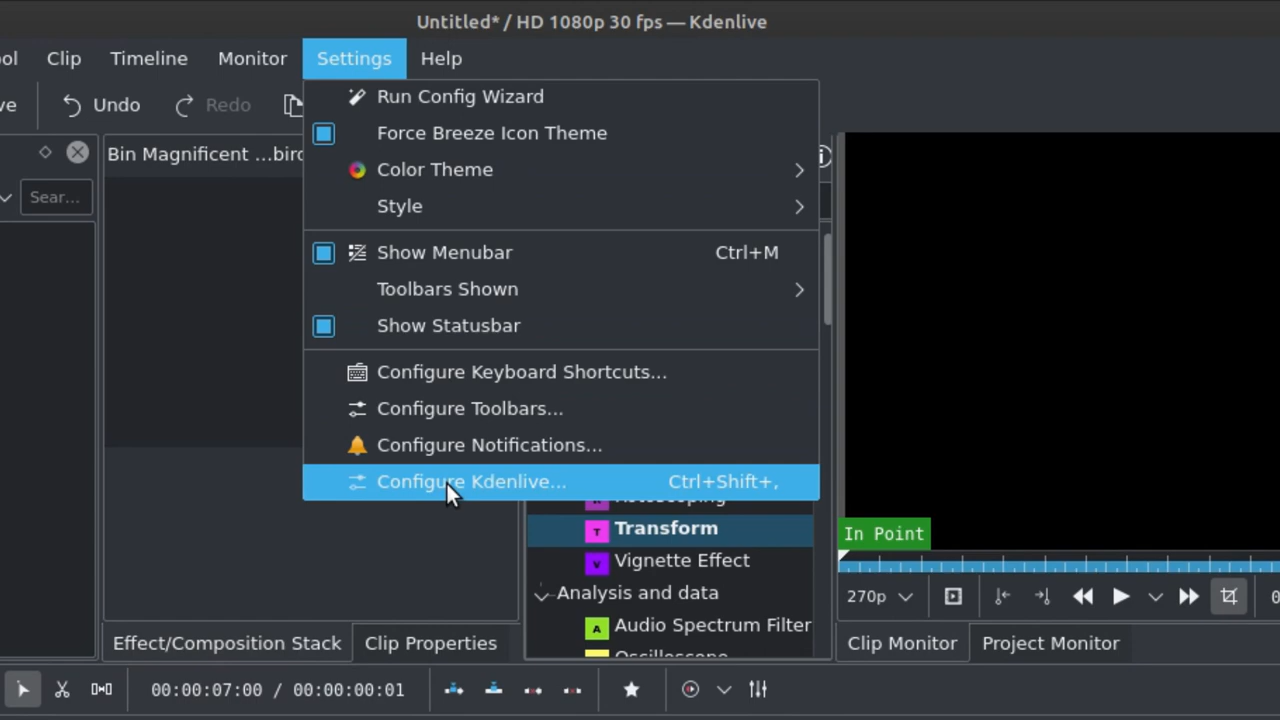 Untitled* / HD 1080p 30 fps — Kdenlive
ol Clip Timeline Monitor Settings Help
ve Undo Redo
Run Config Wizard
Force Breeze Icon Theme
Bin Magnificent ...bird
Color Theme
Sear...
Style
Show Menubar Ctrl+M
Toolbars Shown
Show Statusbar
Configure Keyboard Shortcuts...
Configure Toolbars...
Configure Notifications...
Configure Kdenlive... Ctrl+Shift+,
Rotoscoping
T Transform
In Point
V Vignette Effect
Analysis and data
270p
A Audio Spectrum Filter
Oscilloscope
Effect/Composition Stack Clip Properties
Clip Monitor Project Monitor
00:00:07:00 / 00:00:00:01